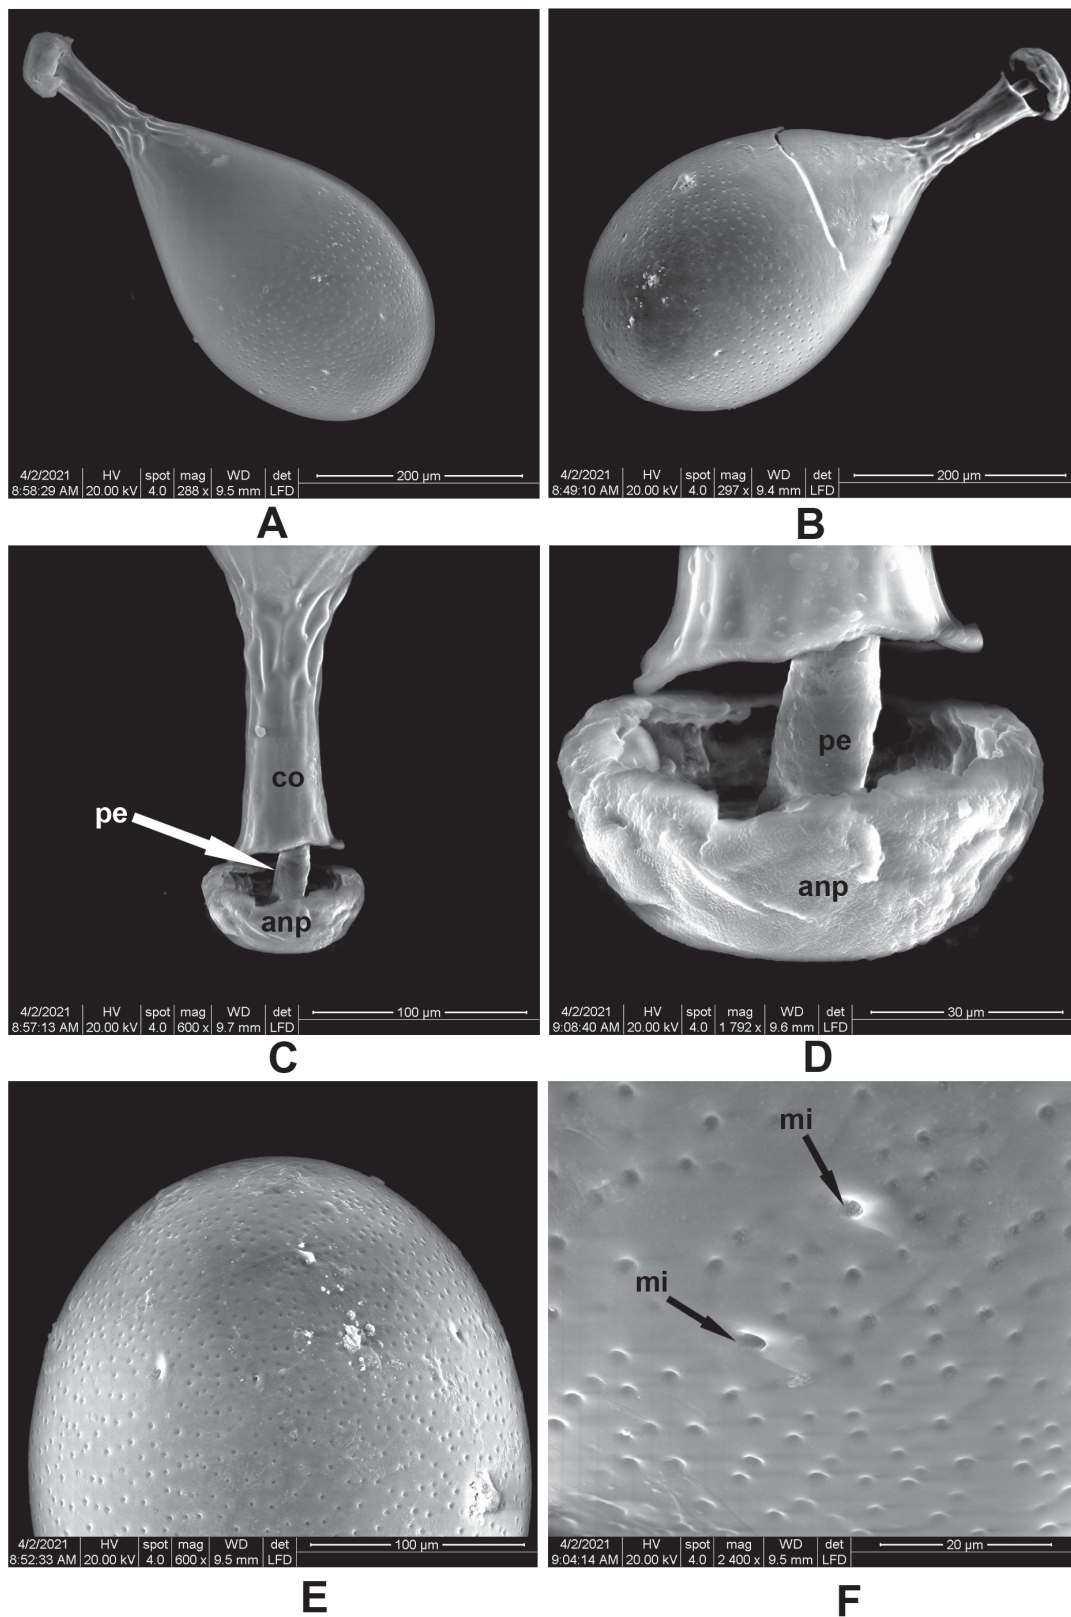 4/2/2021 HV spot mag WD det 200 µm
8:58:29 AM 20.00 kV 4.0 288 x 9.5 mm LFD
A
4/2/2021 HV spot mag WD det 200 µm
8:49:10 AM 20.00 kV 4.0 297 x 9.4 mm LFD
B
co
pe
anp
4/2/2021 HV spot mag WD det 100 µm
8:57:13 AM 20.00 kV 4.0 600 x 9.7 mm LFD
C
pe
anp
4/2/2021 HV spot mag WD det 30 µm
9:08:40 AM 20.00 kV 4.0 1 792 x 9.6 mm LFD
D
4/2/2021 HV spot mag WD det 100 µm
8:52:33 AM 20.00 kV 4.0 600 x 9.5 mm LFD
E
mi
mi
4/2/2021 HV spot mag WD det 20 µm
9:04:14 AM 20.00 kV 4.0 2 400 x 9.5 mm LFD
F